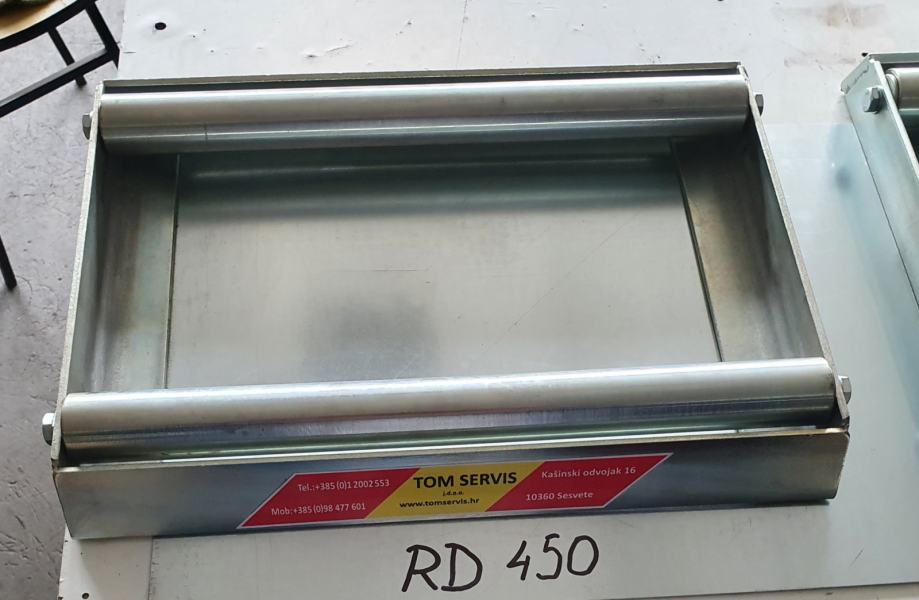 Tel.:+385 (0)1 2002 553
Mob:+385(0)98 477 601
TOM SERVIS
j.d.o.o.
www.tomservis.hr
Kašinski odvojak 16
10360 Sesvete
RD 450